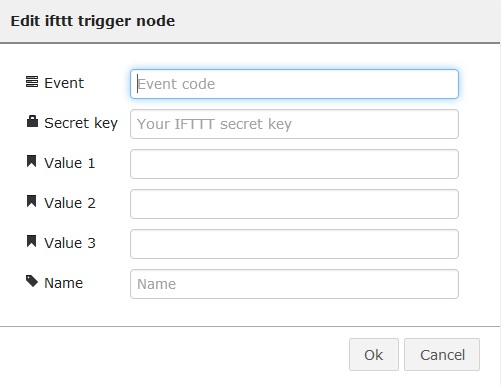 Edit ifttt trigger node
Event Event code
Secret key Your IFTTT secret key
Value 1
Value 2
Value 3
Name Name
Ok Cancel